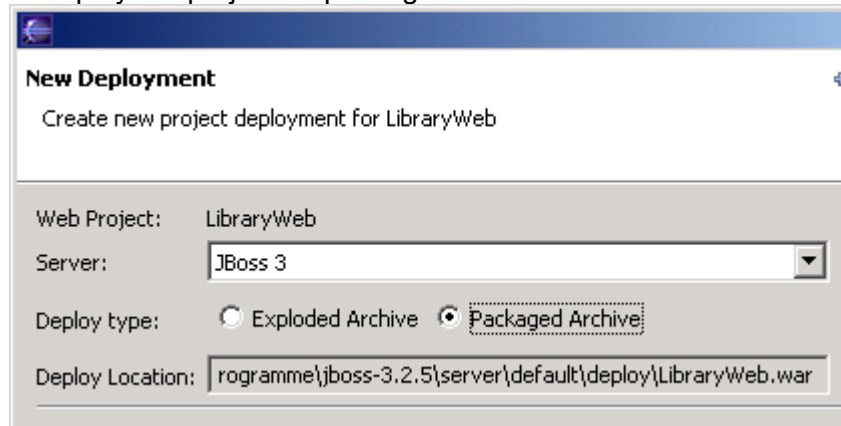 New Deployment
Create new project deployment for LibraryWeb
Web Project: LibraryWeb
Server: JBoss 3
Deploy type: Exploded Archive Packaged Archive
Deploy Location: rogramme\jboss-3.2.5\server\default\deploy\LibraryWeb.war